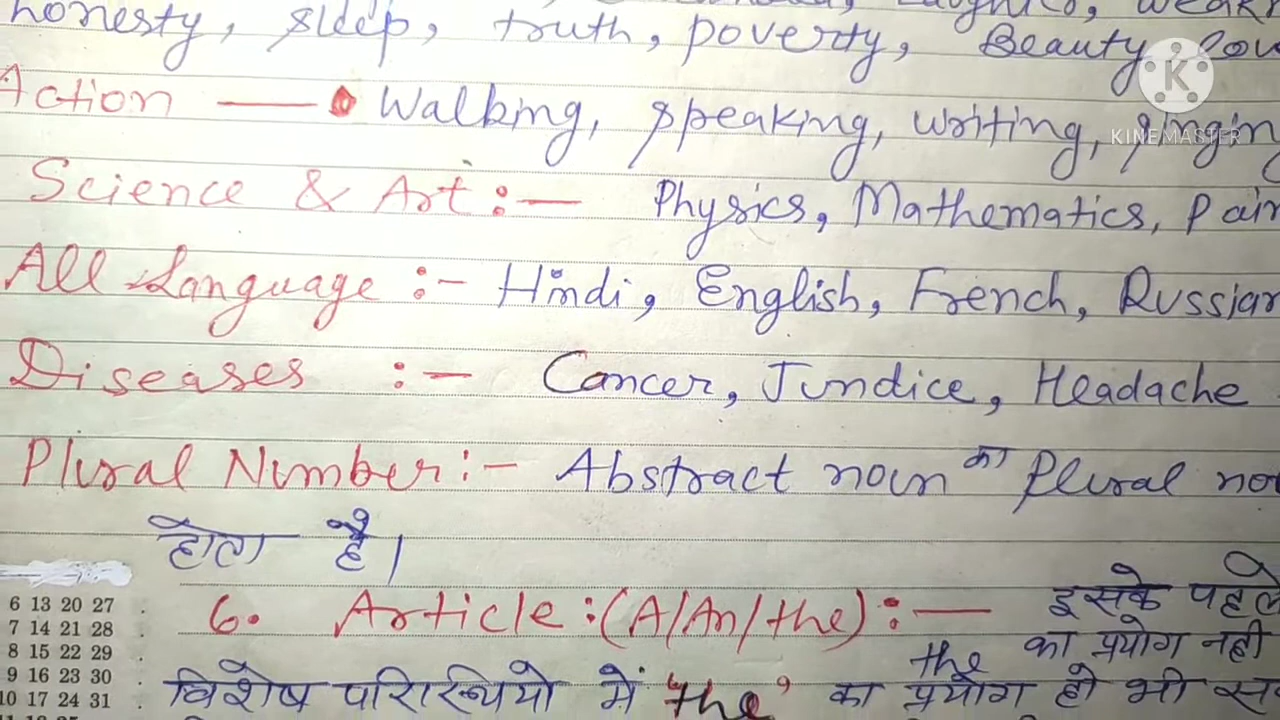 honesty, sleep, truth, poverty, Beauty
Action — Walking, speaking, writing,
KINEMASTER
Science & Art :— Physics, Mathematics,
All Language :— Hindi, English, French,
Diseases :— Cancer, Jundice, Headache
Plural Number :— Abstract noun का Plural
होता है।
6. Article : (A/An/the) :— इसके पहले
the का प्रयोग नही
विशेष परिस्थियो में "the" का प्रयोग हो भी
6 13 20 27
7 14 21 28
8 15 22 29
9 16 23 30
10 17 24 31